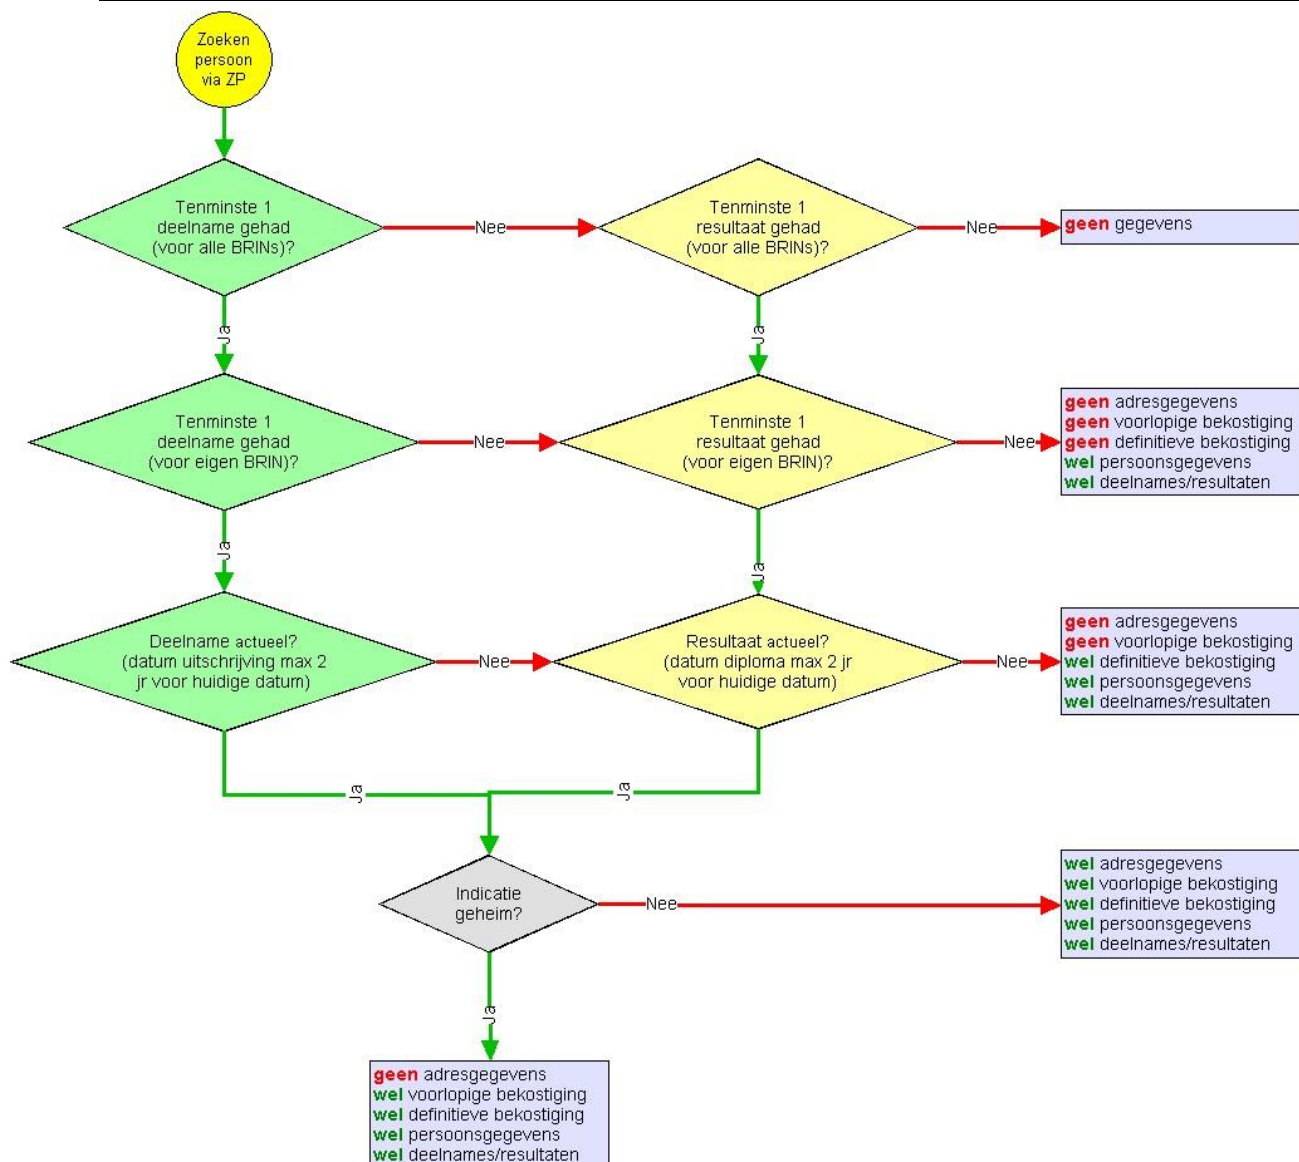 Zoeken
persoon
via ZP
Tenminste 1
deelname gehad
(voor alle BRINs)?
Nee
Tenminste 1
resultaat gehad
(voor alle BRINs)?
Nee
geen gegevens
Ja
Ja
Tenminste 1
deelname gehad
(voor eigen BRIN)?
Nee
Tenminste 1
resultaat gehad
(voor eigen BRIN)?
Nee
geen adresgegevens
geen voorlopige bekostiging
geen definitieve bekostiging
wel persoonsgegevens
wel deelnames/resultaten
Ja
Ja
Deelname actueel?
(datum uitschrijving max 2
jr voor huidige datum)
Nee
Resultaat actueel?
(datum diploma max 2 jr
voor huidige datum)
Nee
geen adresgegevens
geen voorlopige bekostiging
wel definitieve bekostiging
wel persoonsgegevens
wel deelnames/resultaten
Ja
Ja
Indicatie
geheim?
Nee
wel adresgegevens
wel voorlopige bekostiging
wel definitieve bekostiging
wel persoonsgegevens
wel deelnames/resultaten
Ja
geen adresgegevens
wel voorlopige bekostiging
wel definitieve bekostiging
wel persoonsgegevens
wel deelnames/resultaten